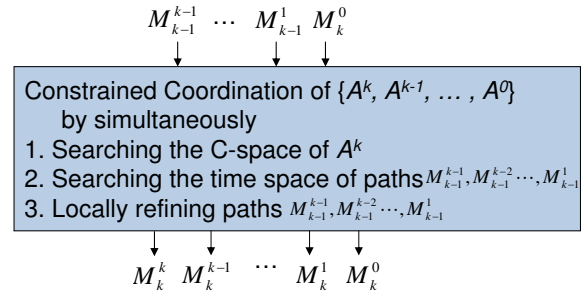 M_{k-1}^{k-1} ⋯ M_{k-1}^{1} M_{k}^{0}
Constrained Coordination of {A^k, A^{k-1}, … , A^0}
by simultaneously
1. Searching the C-space of A^k
2. Searching the time space of paths M_{k-1}^{k-1}, M_{k-1}^{k-2} ⋯, M_{k-1}^{1}
3. Locally refining paths M_{k-1}^{k-1}, M_{k-1}^{k-2} ⋯, M_{k-1}^{1}
M_{k}^{k} M_{k}^{k-1} ⋯ M_{k}^{1} M_{k}^{0}